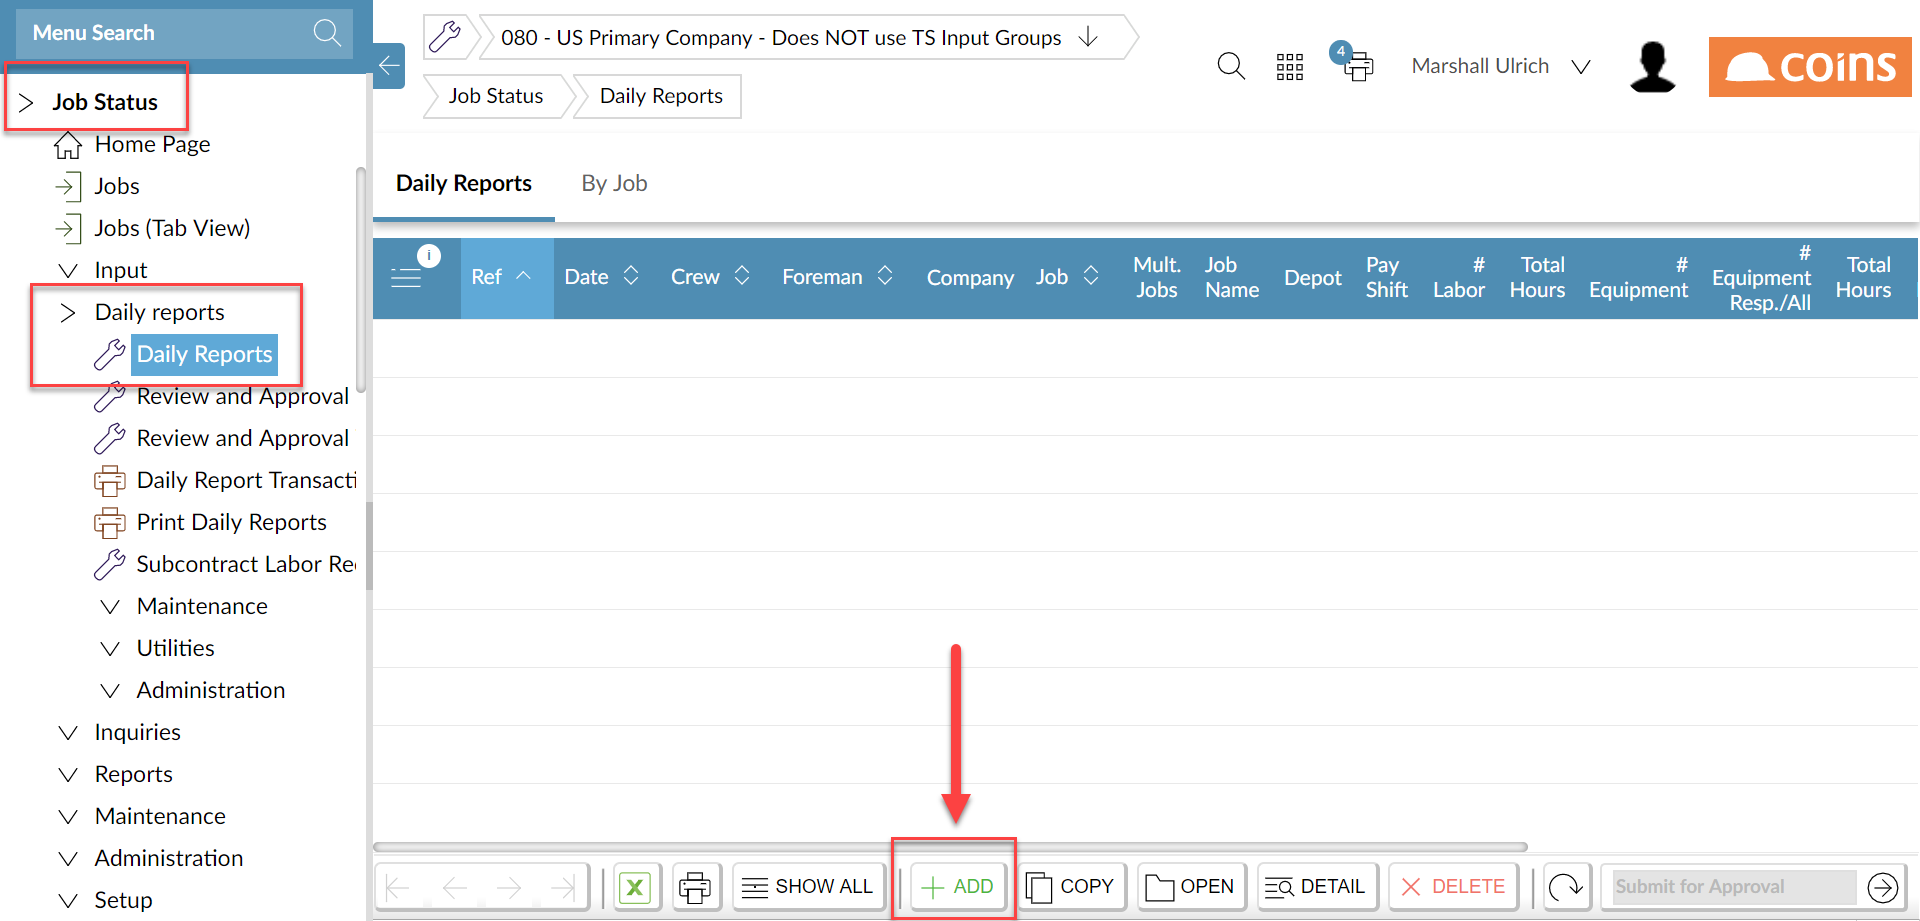 Menu Search
080 - US Primary Company - Does NOT use TS Input Groups
4
Marshall Ulrich
coins
Job Status
Daily Reports
Job Status
Home Page
Jobs
Jobs (Tab View)
Input
Daily reports
Daily Reports
Review and Approval
Review and Approval
Daily Report Transacti
Print Daily Reports
Subcontract Labor Re
Maintenance
Utilities
Administration
Inquiries
Reports
Maintenance
Administration
Setup
Daily Reports
By Job
i
Ref
Date
Crew
Foreman
Company
Job
Mult.
Jobs
Job
Name
Depot
Pay
Shift
#
Labor
Total
Hours
#
Equipment
#
Equipment
Resp./All
Total
Hours
X
SHOW ALL
ADD
COPY
OPEN
DETAIL
DELETE
Submit for Approval